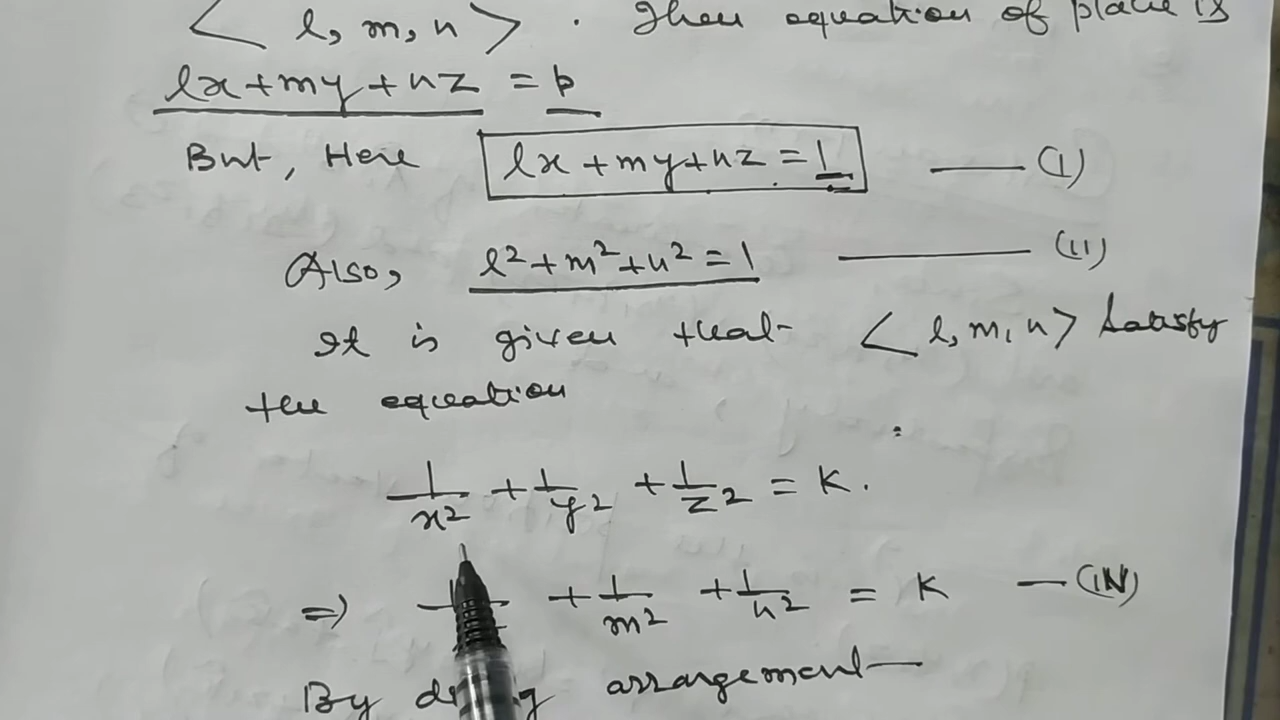 < l, m, n > . Then equation of plane is
lx + my + nz = p
But, Here lx + my + nz = 1 —— (I)
Also, l² + m² + n² = 1 —— (II)
It is given that < l, m, n > satisfy
the equation
1/x² + 1/y² + 1/z² = K.
⇒ + 1/m² + 1/n² = K — (IV)
By arrangement